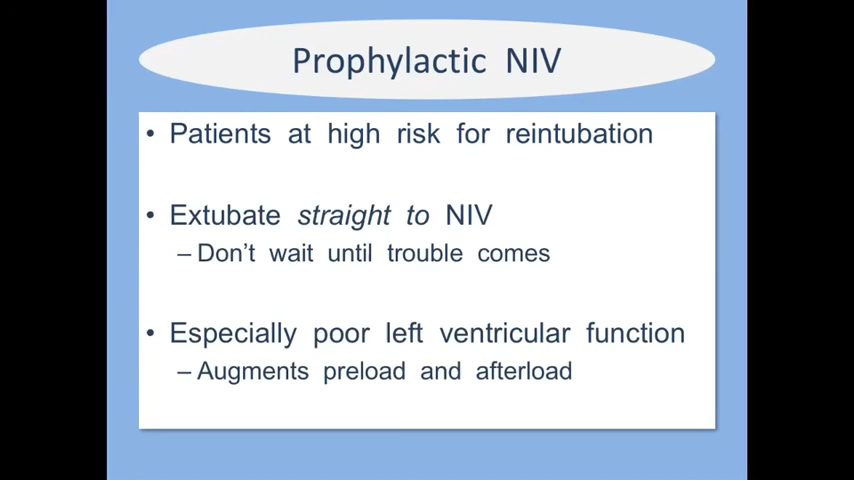 Prophylactic NIV
• Patients at high risk for reintubation
• Extubate straight to NIV
– Don't wait until trouble comes
• Especially poor left ventricular function
– Augments preload and afterload